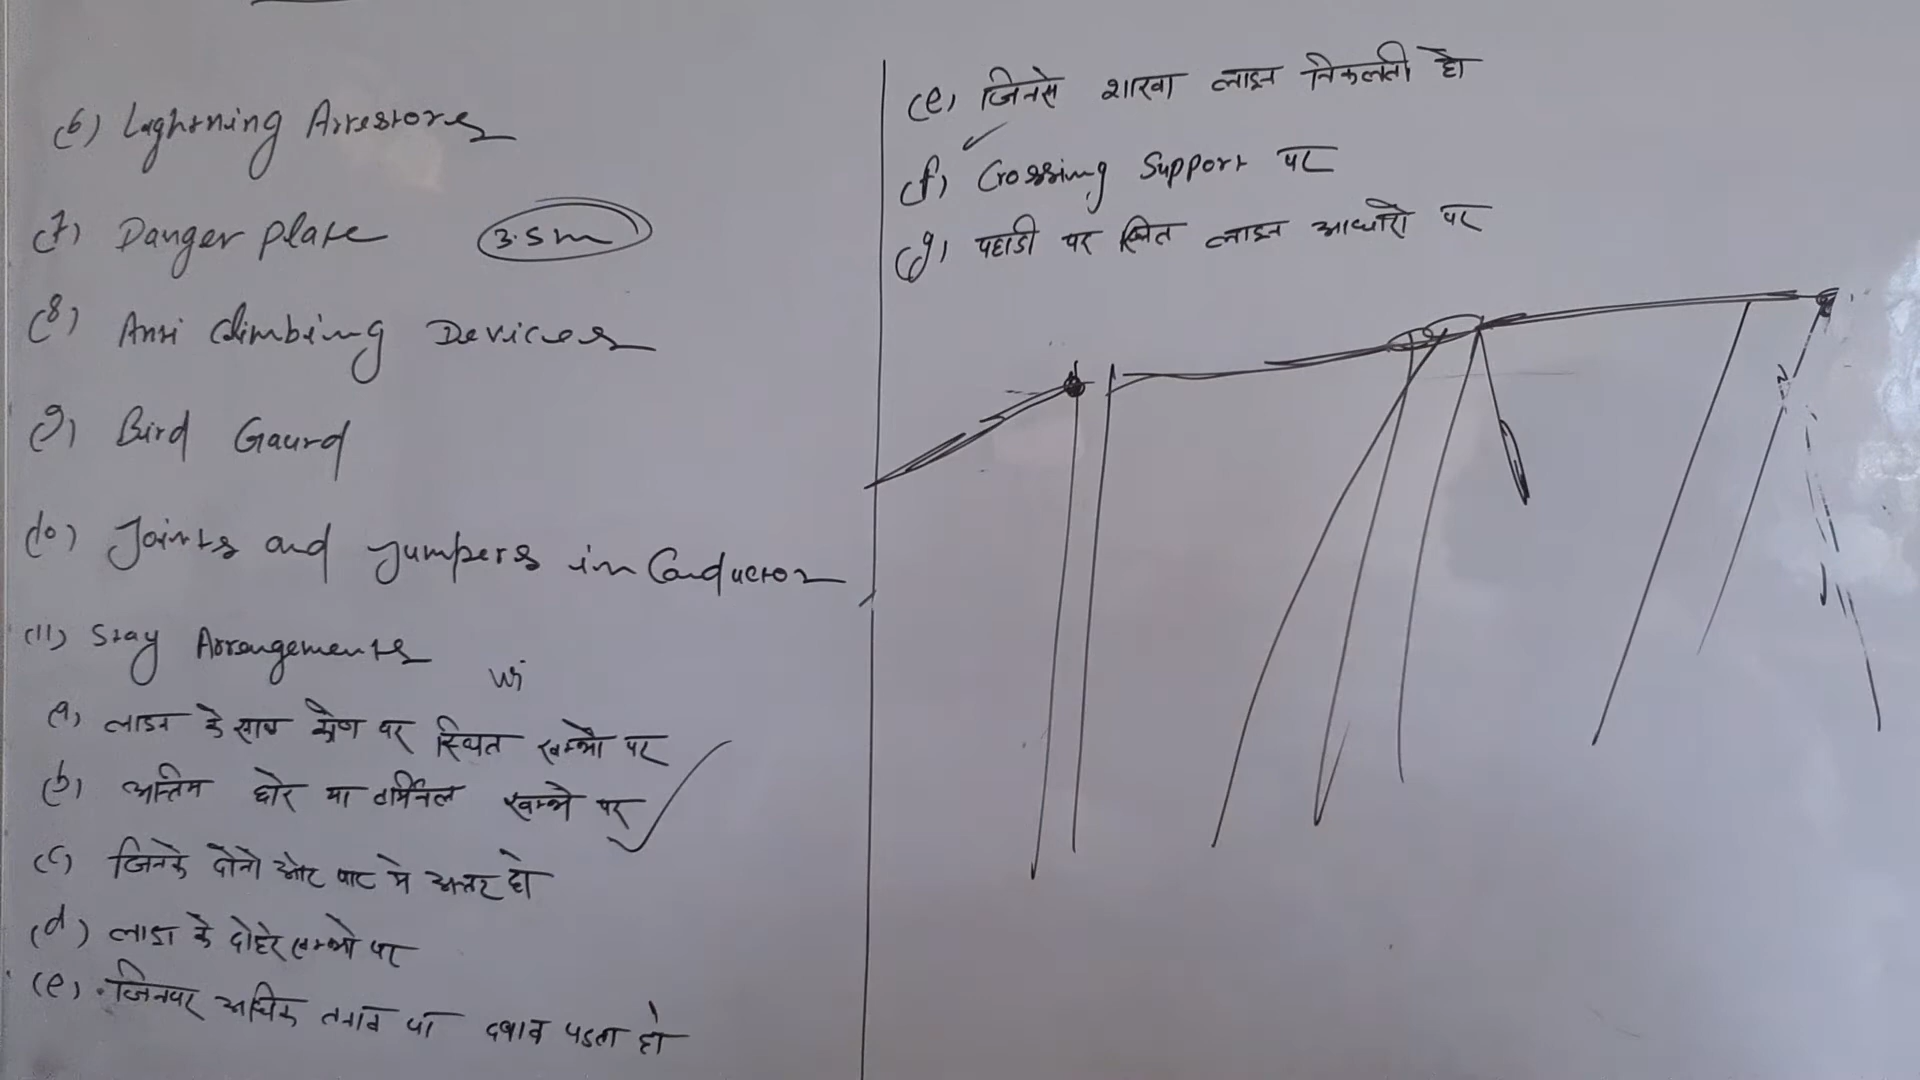 (6) Lightning Arrestors
(7) Danger plate 3.5m
(8) Anti climbing Devices
(9) Bird Gaurd
(10) Joints and Jumpers in Conductor
(11) Stay Arrangements
(a) लाइन के साथ कोण पर स्थित खम्भो पर
(b) अन्तिम छोर या टर्मिनल खम्भे पर
(c) जिनके दोनो ओर पाट मे अन्तर हो
(d) लाइन के दोहरे खम्भो पर
(e) जिनपर अधिक तनाव या दबाव पडता हो
(e) जिनसे शाखा लाइन निकलती हो
(f) Crossing Support पर
(g) पहाडी पर स्थित लाइन आधारो पर